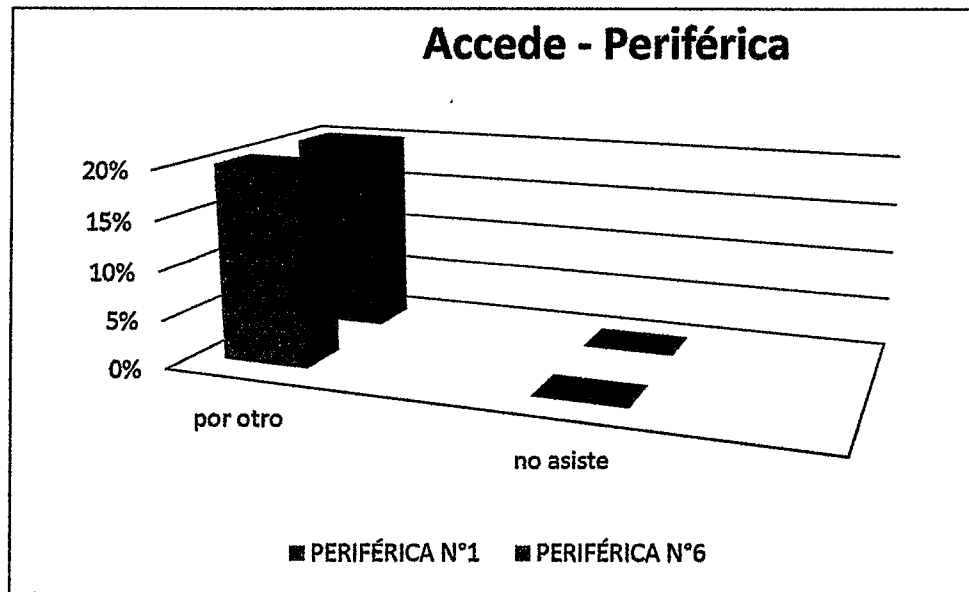 Accede - Periférica
20%
15%
10%
5%
0%
por otro
no asiste
PERIFÉRICA N°1 PERIFÉRICA N°6